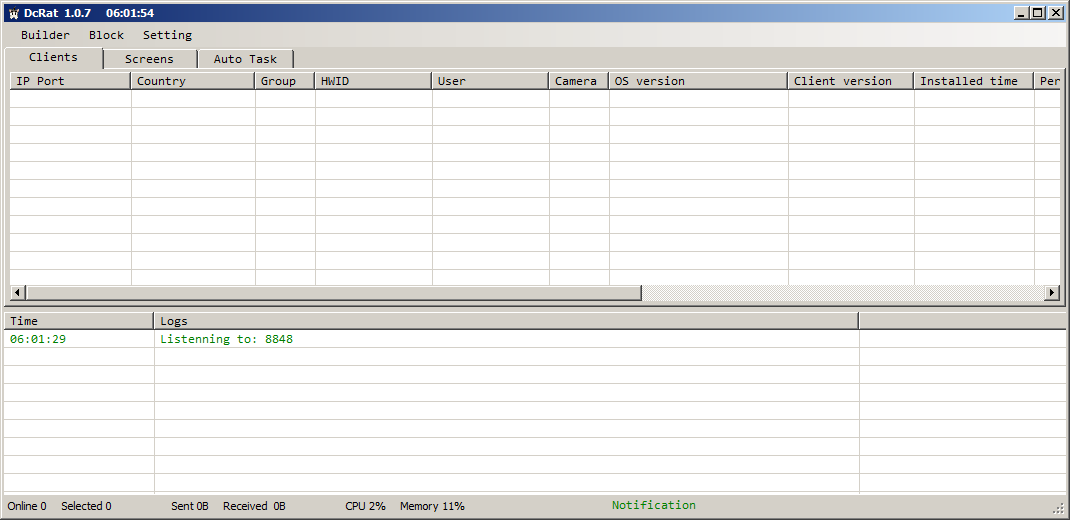 DcRat 1.0.7 06:01:54
Builder Block Setting
Clients Screens Auto Task
IP Port Country Group HWID User Camera OS version Client version Installed time Per
Time Logs
06:01:29 Listenning to: 8848
Online 0 Selected 0 Sent 0B Received 0B CPU 2% Memory 11% Notification